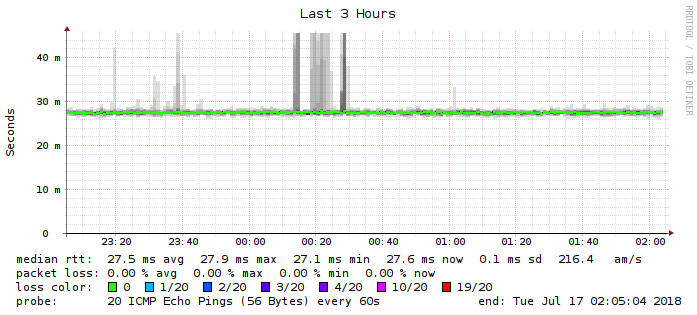 Last 3 Hours
RRDTOOL / TOBI OETIKER
Seconds
40 m
30 m
20 m
10 m
0
23:20 23:40 00:00 00:20 00:40 01:00 01:20 01:40 02:00
median rtt: 27.5 ms avg 27.9 ms max 27.1 ms min 27.6 ms now 0.1 ms sd 216.4 am/s
packet loss: 0.00 % avg 0.00 % max 0.00 % min 0.00 % now
loss color: 0 1/20 2/20 3/20 4/20 10/20 19/20
probe: 20 ICMP Echo Pings (56 Bytes) every 60s end: Tue Jul 17 02:05:04 2018